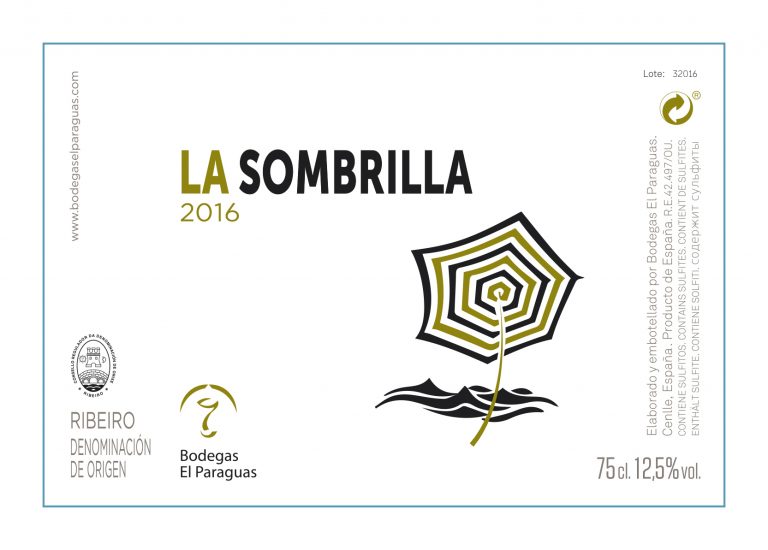 www.bodegaselparaguas.com
Lote: 32016
®
LA SOMBRILLA
2016
CONSELLO REGULADOR DA DENOMINACIÓN DE ORIXE
RIBEIRO
RIBEIRO
DENOMINACIÓN
DE ORIGEN
Bodegas
El Paraguas
Elaborado y embotellado por Bodegas El Paraguas.
Cenlle, España. Producto de España. R.E.42.497/OU.
CONTIENE SULFITOS, CONTAINS SULFITES, CONTIENT DE SULFITES,
ENTHÄLT SULFITE, CONTIENE SOLFITI, содержит сульфиты
75 cl. 12,5% vol.